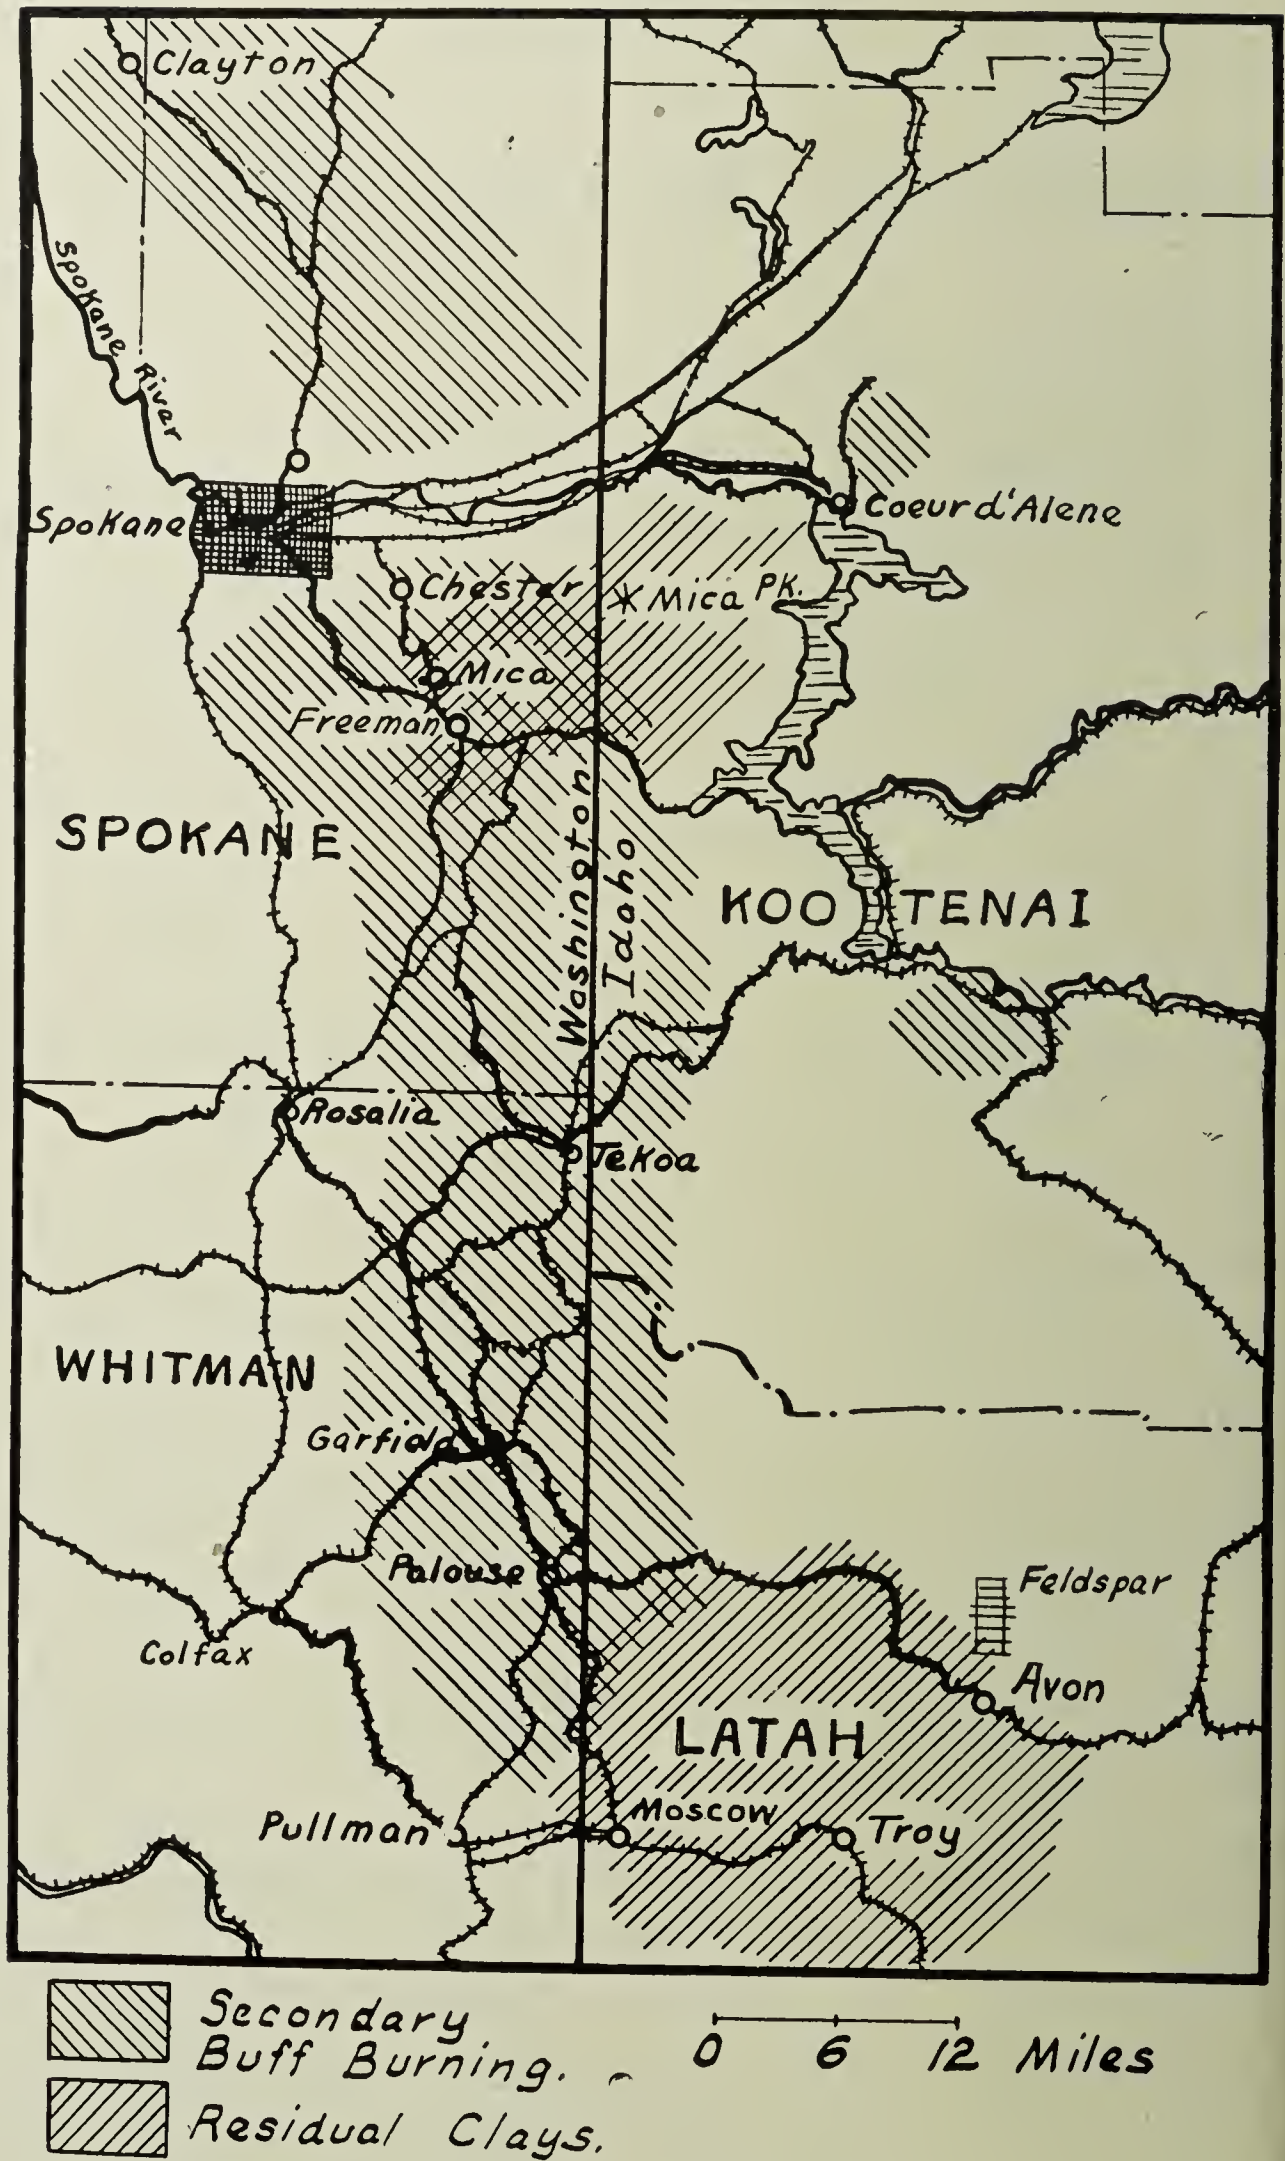 Clayton
Spokane River
Spokane
Coeur d'Alene
Chester
Mica Pk.
Mica
Freeman
SPOKANE
Washington
Idaho
KOOTENAI
Rosalia
Tekoa
WHITMAN
Garfield
Palouse
Feldspar
Colfax
Avon
LATAH
Moscow
Pullman
Troy
Secondary
Buff Burning.
0 6 12 Miles
Residual Clays.